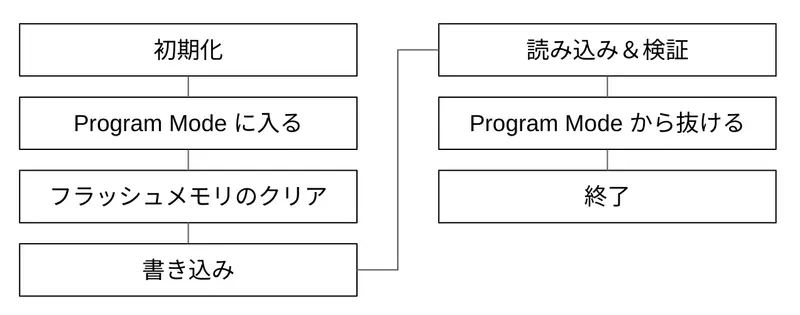 初期化
Program Mode に入る
フラッシュメモリのクリア
書き込み
読み込み＆検証
Program Mode から抜ける
終了